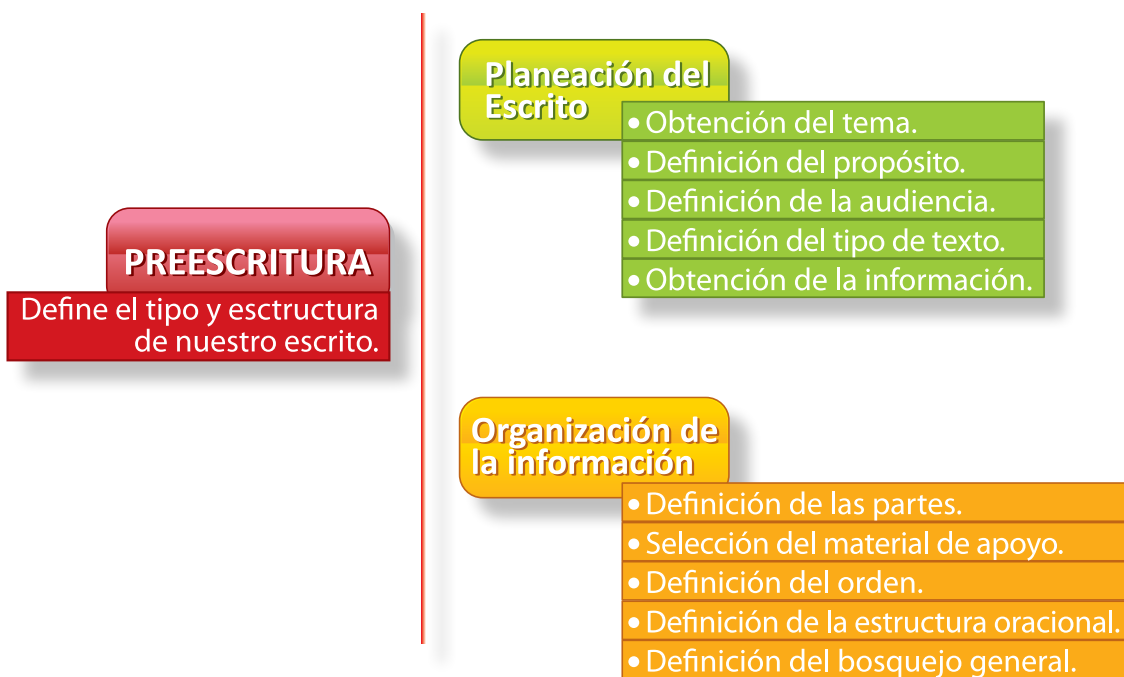 PREESCRITURA
Define el tipo y esctructura
de nuestro escrito.
Planeación del
Escrito
• Obtención del tema.
• Definición del propósito.
• Definición de la audiencia.
• Definición del tipo de texto.
• Obtención de la información.
Organización de
la información
• Definición de las partes.
• Selección del material de apoyo.
• Definición del orden.
• Definición de la estructura oracional.
• Definición del bosquejo general.